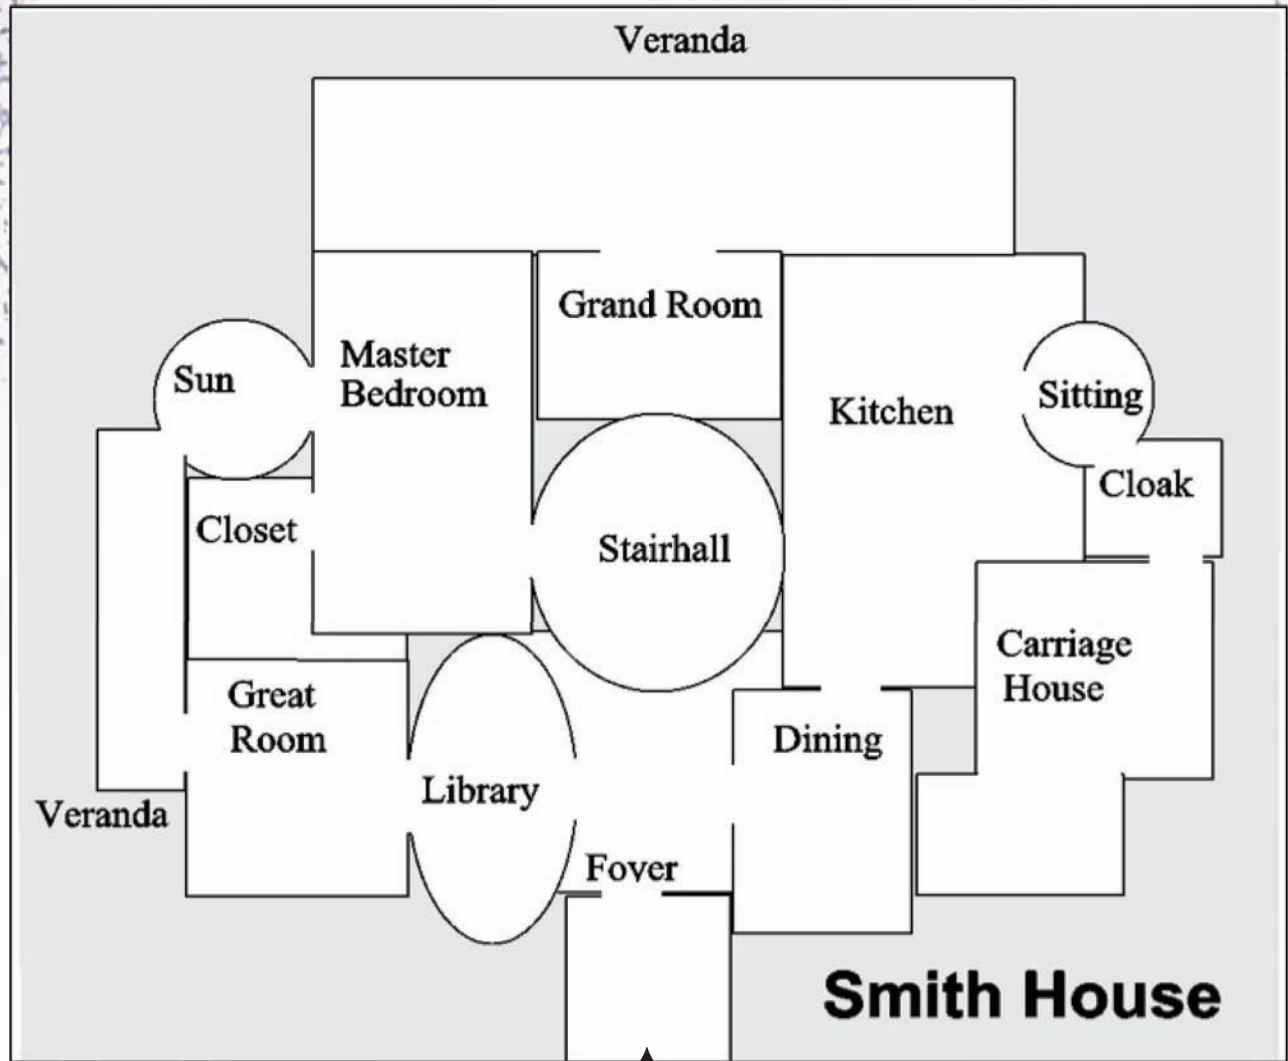 Veranda
Grand Room
Master
Bedroom
Sun
Kitchen
Sitting
Cloak
Closet
Stairhall
Carriage
House
Great
Room
Dining
Library
Veranda
Fover
Smith House